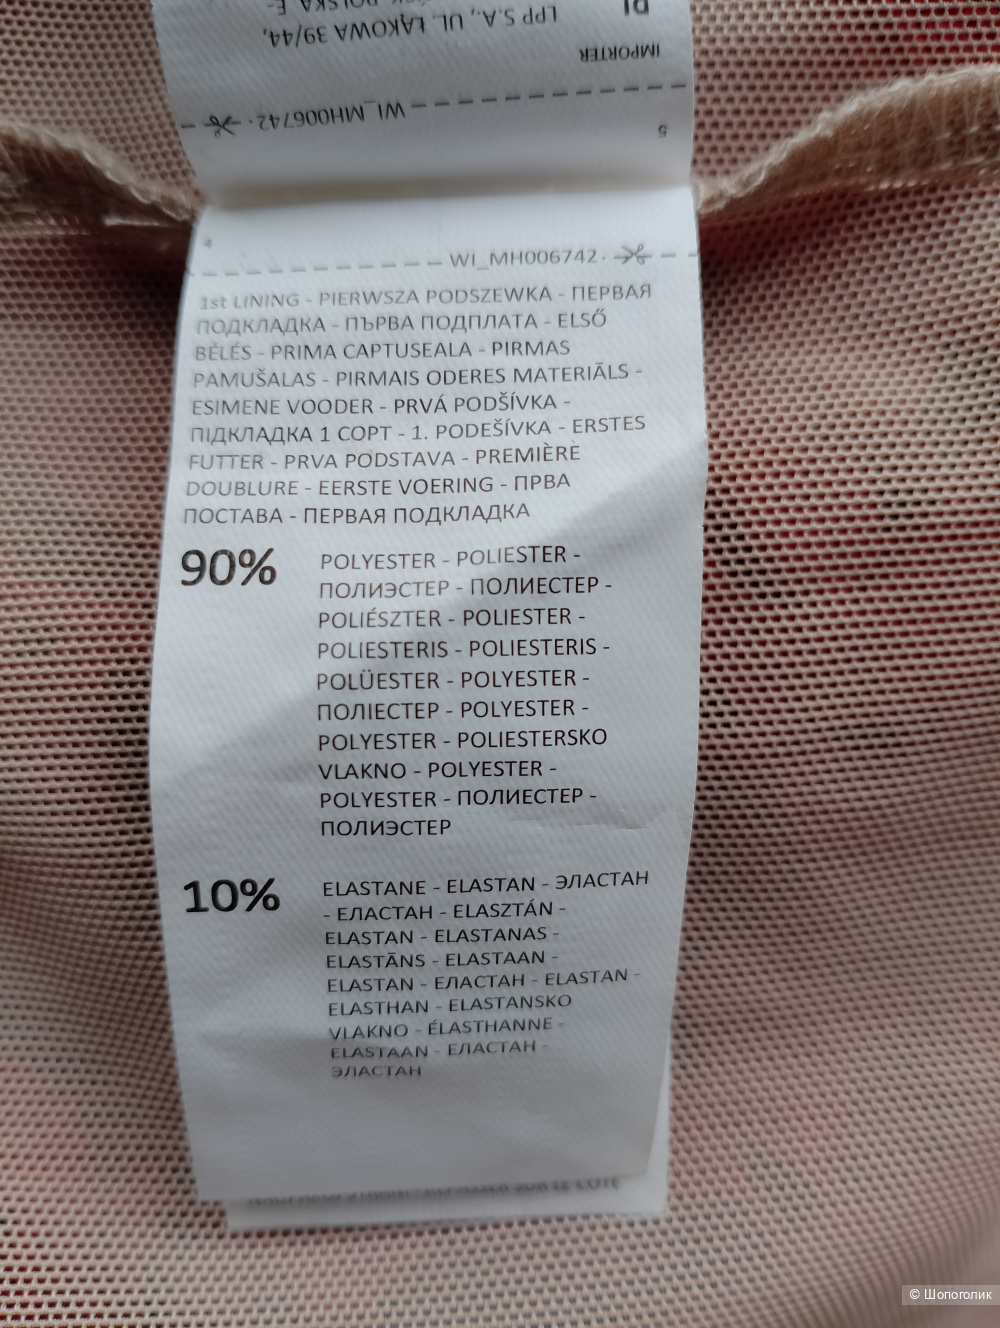 LPP S.A., UL. ŁĄKOWA 39/44,
IMPORTER
WI_MH006742
5
4
WI_MH006742
1st LINING - PIERWSZA PODSZEWKA - ПЕРВАЯ
ПОДКЛАДКА - ПЪРВА ПОДПЛАТА - ELSŐ
BÉLÉS - PRIMA CAPTUSEALA - PIRMAS
PAMUŠALAS - PIRMAIS ODERES MATERIĀLS -
ESIMENE VOODER - PRVÁ PODŠÍVKA -
ПІДКЛАДКА 1 СОРТ - 1. PODEŠÍVKA - ERSTES
FUTTER - PRVA PODSTAVA - PREMIÈRE
DOUBLURE - EERSTE VOERING - ПРВА
ПОСТАВА - ПЕРВАЯ ПОДКЛАДКА
90% POLYESTER - POLIESTER -
ПОЛИЭСТЕР - ПОЛИЕСТЕР -
POLIÉSZTER - POLIESTER -
POLIESTERIS - POLIESTERIS -
POLÜESTER - POLYESTER -
ПОЛІЕСТЕР - POLYESTER -
POLYESTER - POLIESTERSKO
VLAKNO - POLYESTER -
POLYESTER - ПОЛИЕСТЕР -
ПОЛИЭСТЕР
10% ELASTANE - ELASTAN - ЭЛАСТАН
- ЕЛАСТАН - ELASZTÁN -
ELASTAN - ELASTANAS -
ELASTĀNS - ELASTAAN -
ELASTAN - ЕЛАСТАН - ELASTAN -
ELASTHAN - ELASTANSKO
VLAKNO - ÉLASTHANNE -
ELASTAAN - ЕЛАСТАН -
ЭЛАСТАН
© Шопоголик